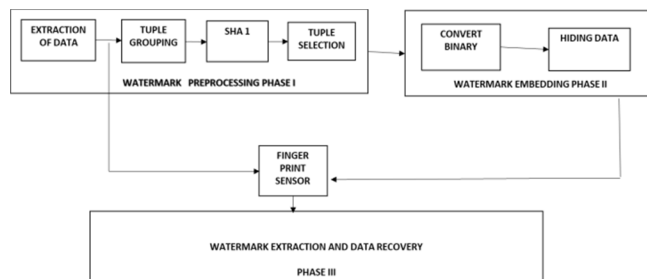 EXTRACTION
OF DATA
TUPLE
GROUPING
SHA 1
TUPLE
SELECTION
WATERMARK PREPROCESSING PHASE I
CONVERT
BINARY
HIDING DATA
WATERMARK EMBEDDING PHASE II
FINGER
PRINT
SENSOR
WATERMARK EXTRACTION AND DATA RECOVERY
PHASE III